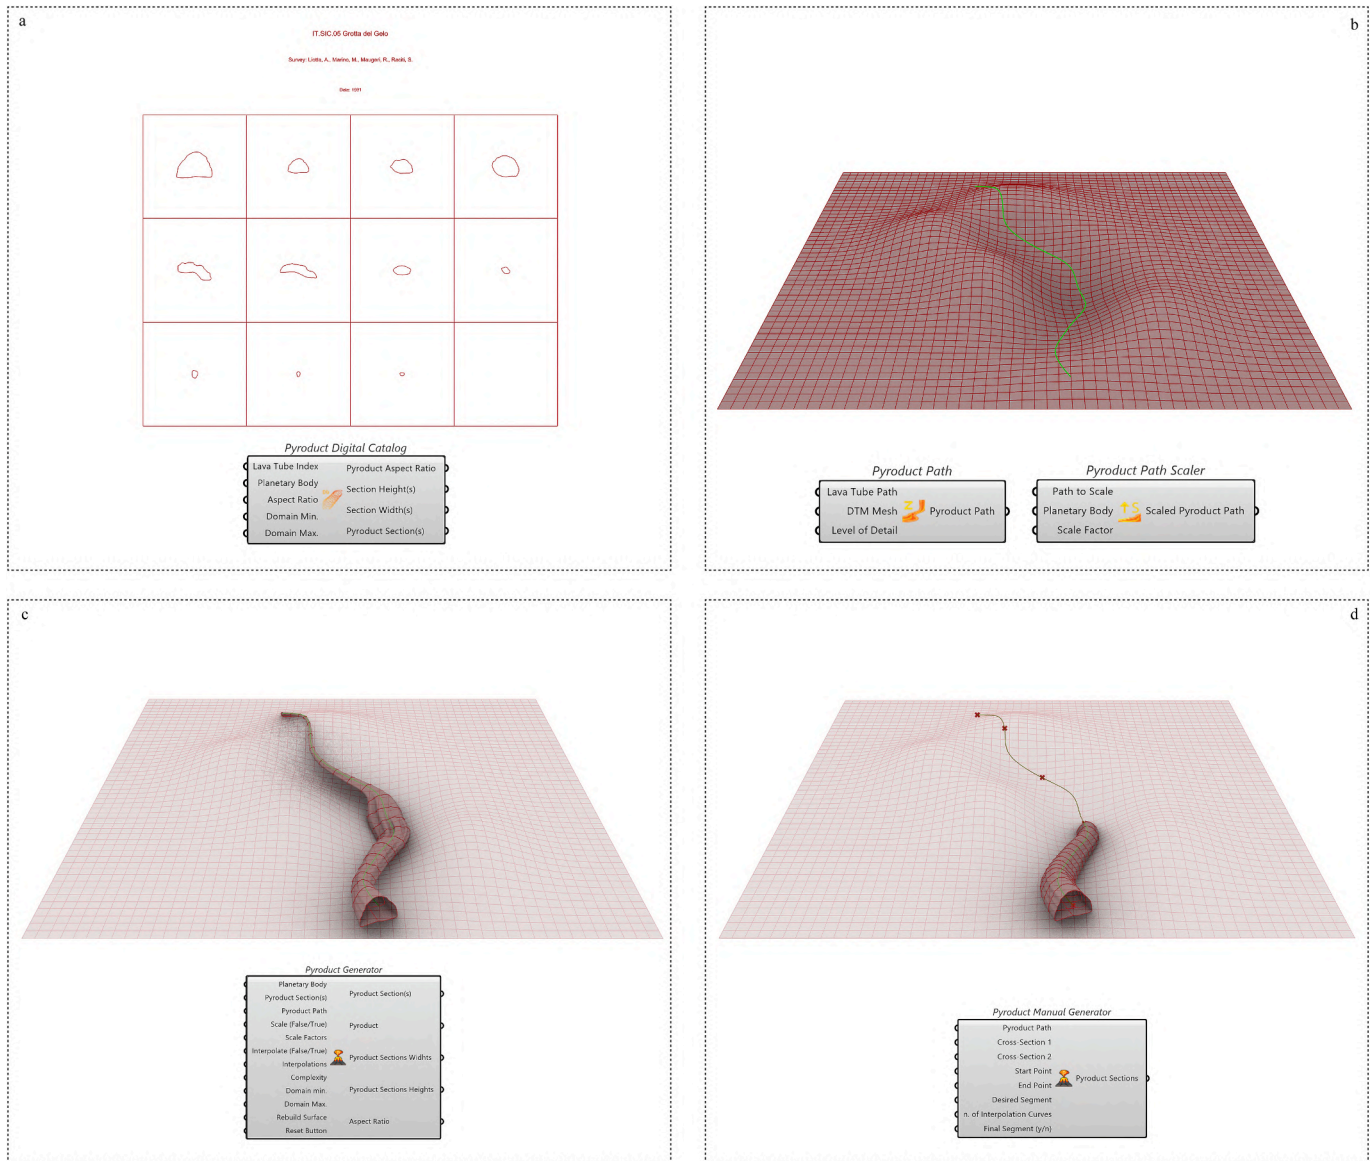 a
IT.SIC.05 Grotta del Gelo
Survey: Liotta, A., Marino, M., Maugeri, R., Raciti, S.
Date: 1991
Pyroduct Digital Catalog
Lava Tube Index
Planetary Body
Aspect Ratio
Domain Min.
Domain Max.
Pyroduct Aspect Ratio
Section Height(s)
Section Width(s)
Pyroduct Section(s)
b
Pyroduct Path
Lava Tube Path
DTM Mesh
Level of Detail
Pyroduct Path
Pyroduct Path Scaler
Path to Scale
Planetary Body
Scale Factor
Scaled Pyroduct Path
c
Pyroduct Generator
Planetary Body
Pyroduct Section(s)
Pyroduct Path
Scale (False/True)
Scale Factors
Interpolate (False/True)
Interpolations
Complexity
Domain min.
Domain Max.
Rebuild Surface
Reset Button
Pyroduct Section(s)
Pyroduct
Pyroduct Sections Widhts
Pyroduct Sections Heights
Aspect Ratio
d
Pyroduct Manual Generator
Pyroduct Path
Cross-Section 1
Cross-Section 2
Start Point
End Point
Desired Segment
n. of Interpolation Curves
Final Segment (y/n)
Pyroduct Sections